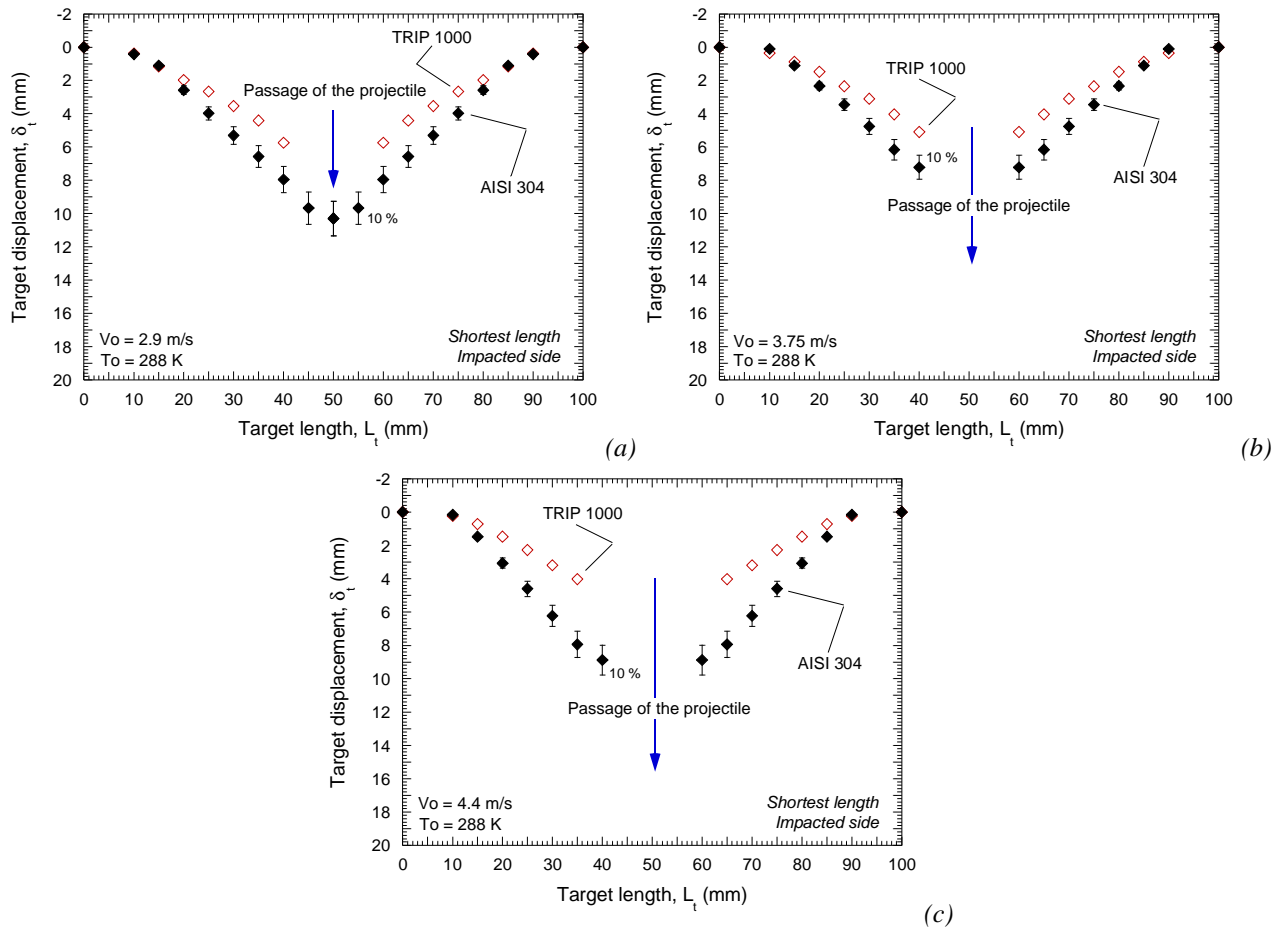 -2
0
2
4
6
8
10
12
14
16
18
20
Target displacement, δt (mm)
TRIP 1000
Passage of the projectile
AISI 304
10 %
Vo = 2.9 m/s
To = 288 K
Shortest length
Impacted side
0 10 20 30 40 50 60 70 80 90 100
Target length, Lt (mm)
(a)
-2
0
2
4
6
8
10
12
14
16
18
20
Target displacement, δt (mm)
TRIP 1000
10 %
AISI 304
Passage of the projectile
Vo = 3.75 m/s
To = 288 K
Shortest length
Impacted side
0 10 20 30 40 50 60 70 80 90 100
Target length, Lt (mm)
(b)
-2
0
2
4
6
8
10
12
14
16
18
20
Target displacement, δt (mm)
TRIP 1000
AISI 304
10 %
Passage of the projectile
Vo = 4.4 m/s
To = 288 K
Shortest length
Impacted side
0 10 20 30 40 50 60 70 80 90 100
Target length, Lt (mm)
(c)